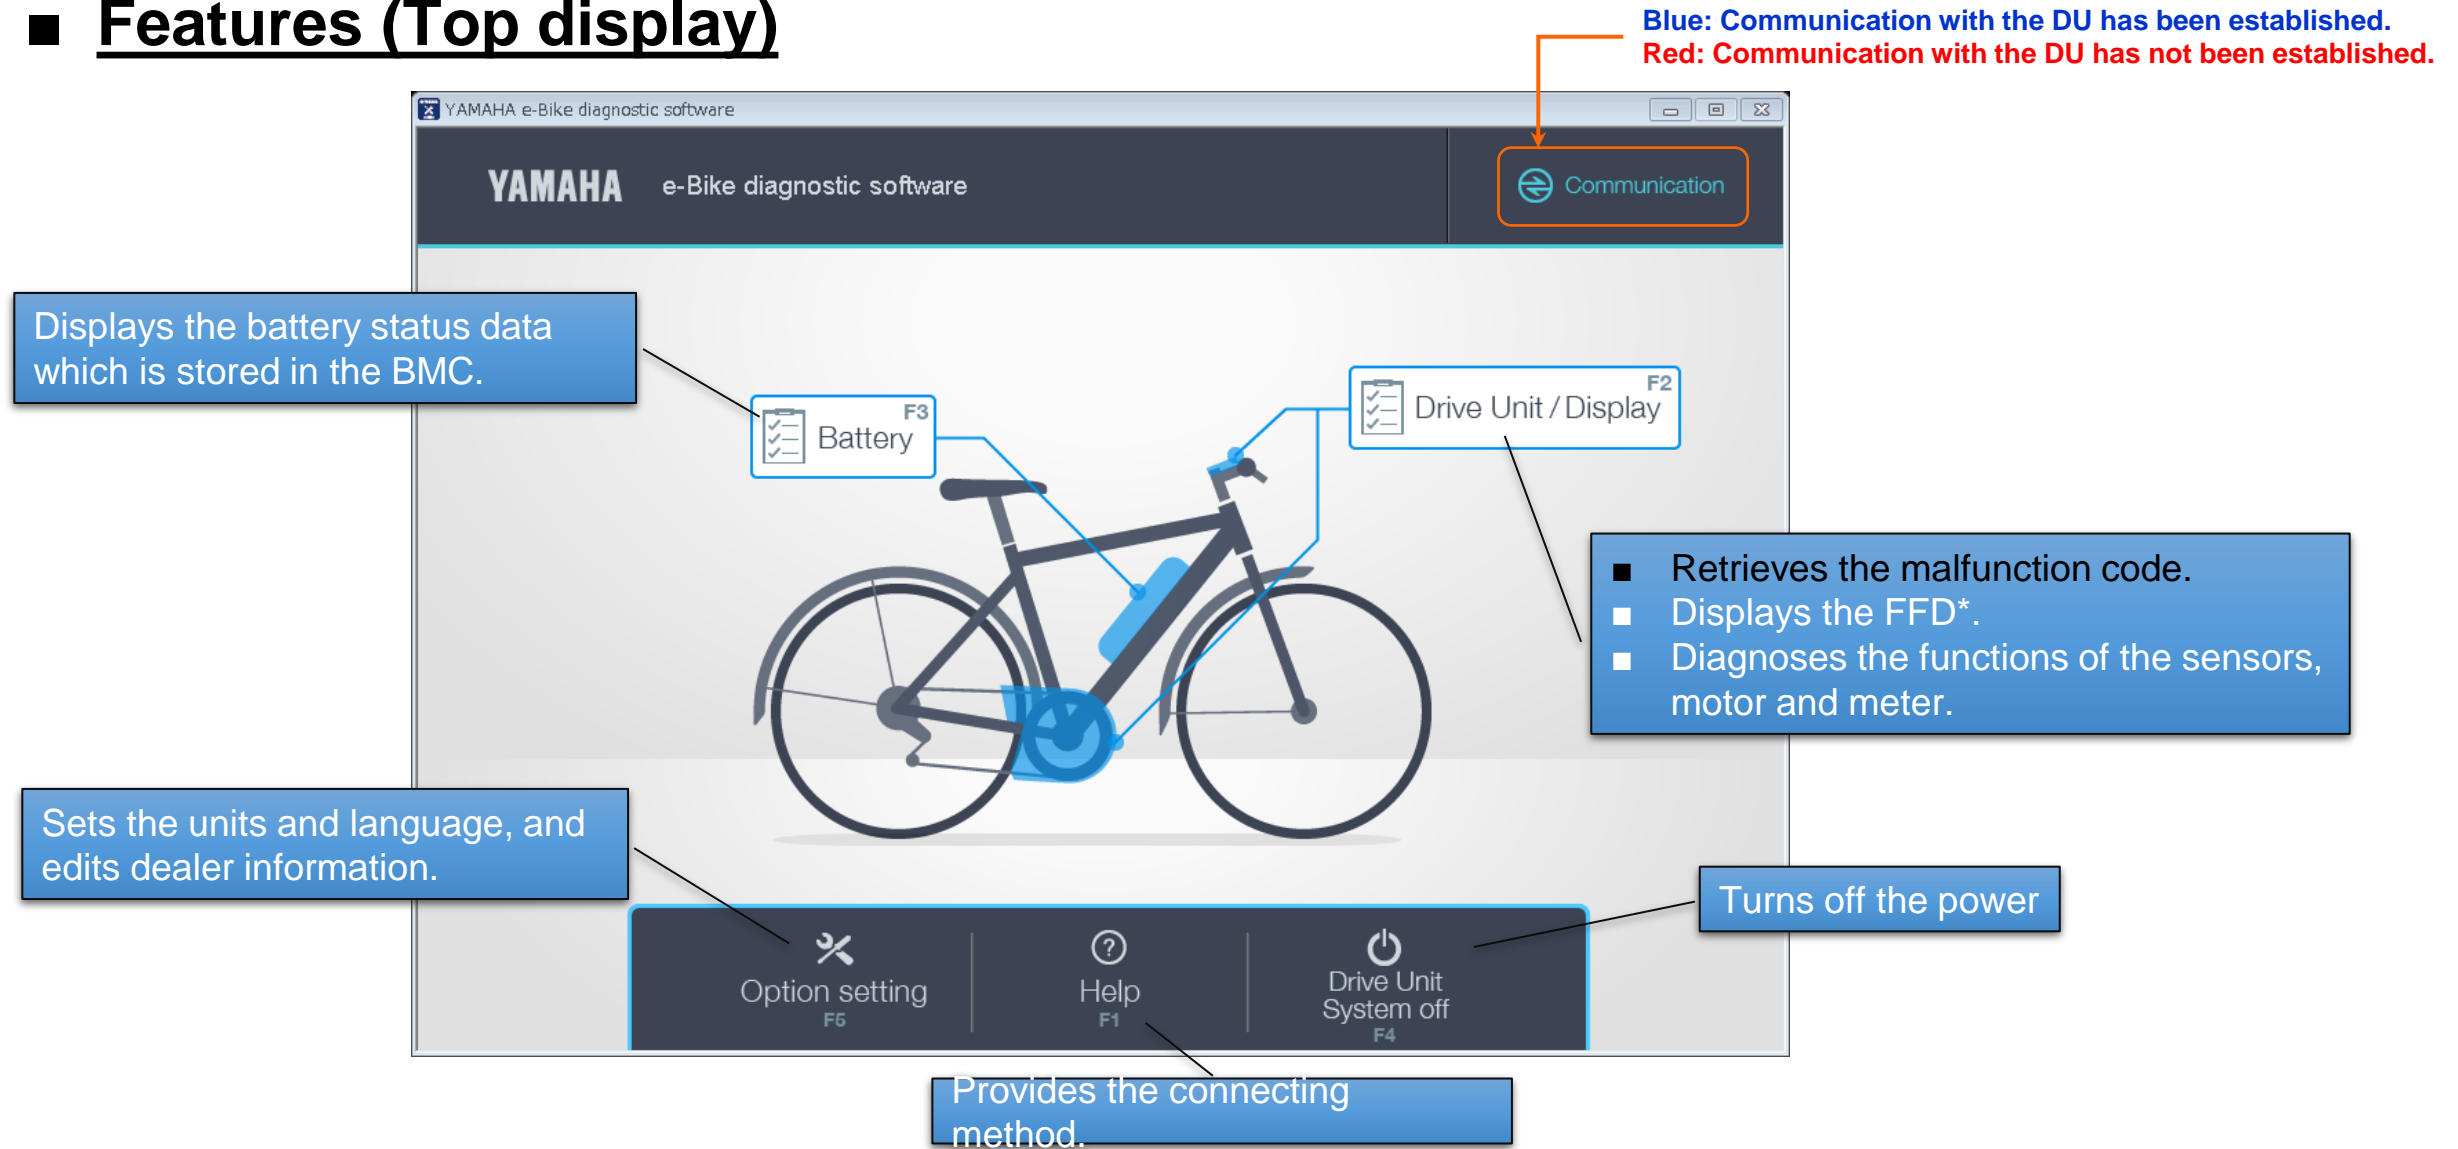 ■ Features (Top display)
Blue: Communication with the DU has been established.
Red: Communication with the DU has not been established.
YAMAHA e-Bike diagnostic software
YAMAHA e-Bike diagnostic software
Communication
Displays the battery status data
which is stored in the BMC.
F3
Battery
F2
Drive Unit / Display
■ Retrieves the malfunction code.
■ Displays the FFD*.
■ Diagnoses the functions of the sensors,
motor and meter.
Sets the units and language, and
edits dealer information.
Turns off the power
Option setting
F5
Help
F1
Drive Unit
System off
F4
Provides the connecting
method.